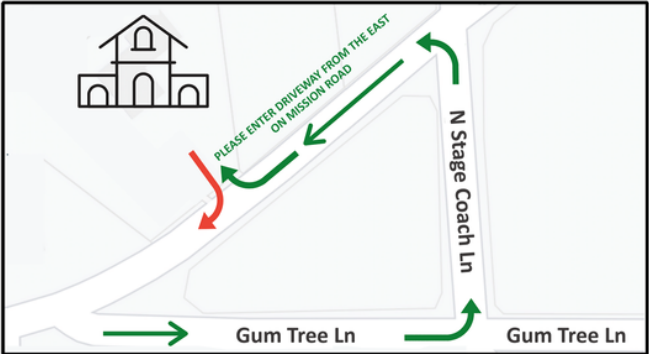 PLEASE ENTER DRIVEWAY FROM THE EAST
ON MISSION ROAD
N Stage Coach Ln
Gum Tree Ln
Gum Tree Ln